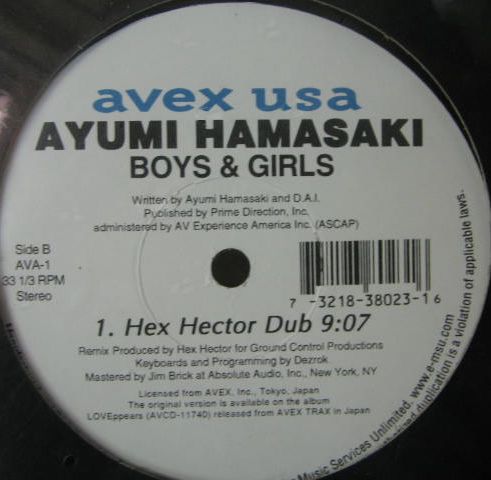 avex usa
AYUMI HAMASAKI
BOYS & GIRLS
Written by Ayumi Hamasaki and D.A.I.
Published by Prime Direction, Inc.
administered by AV Experience America Inc. (ASCAP)
Side B
AVA-1
33 1/3 RPM
Stereo
7 -3218-38023-1 6
1. Hex Hector Dub 9:07
Remix Produced by Hex Hector for Ground Control Productions
Keyboards and Programming by Dezrok.
Mastered by Jim Brick at Absolute Audio, Inc., New York, NY
Licensed from AVEX, Inc., Tokyo, Japan
The original version is available on the album
LOVEppears (AVCD-11740) released from AVEX TRAX in Japan
Music Services Unlimited. www.e-msu.com
duplication is a violation of applicable laws.